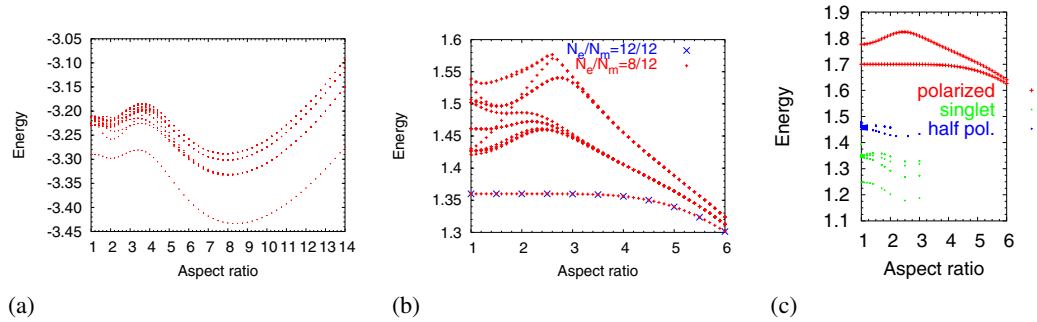 -3.05
-3.10
-3.15
-3.20
-3.25
-3.30
-3.35
-3.40
-3.45
Energy
1 2 3 4 5 6 7 8 9 10 11 12 13 14
Aspect ratio
(a)
1.6
1.55
1.5
1.45
1.4
1.35
1.3
Energy
N_e/N_m=12/12
N_e/N_m=8/12
1 2 3 4 5 6
Aspect ratio
(b)
1.9
1.8
1.7
1.6
1.5
1.4
1.3
1.2
1.1
Energy
polarized
singlet
half pol.
1 2 3 4 5 6
Aspect ratio
(c)